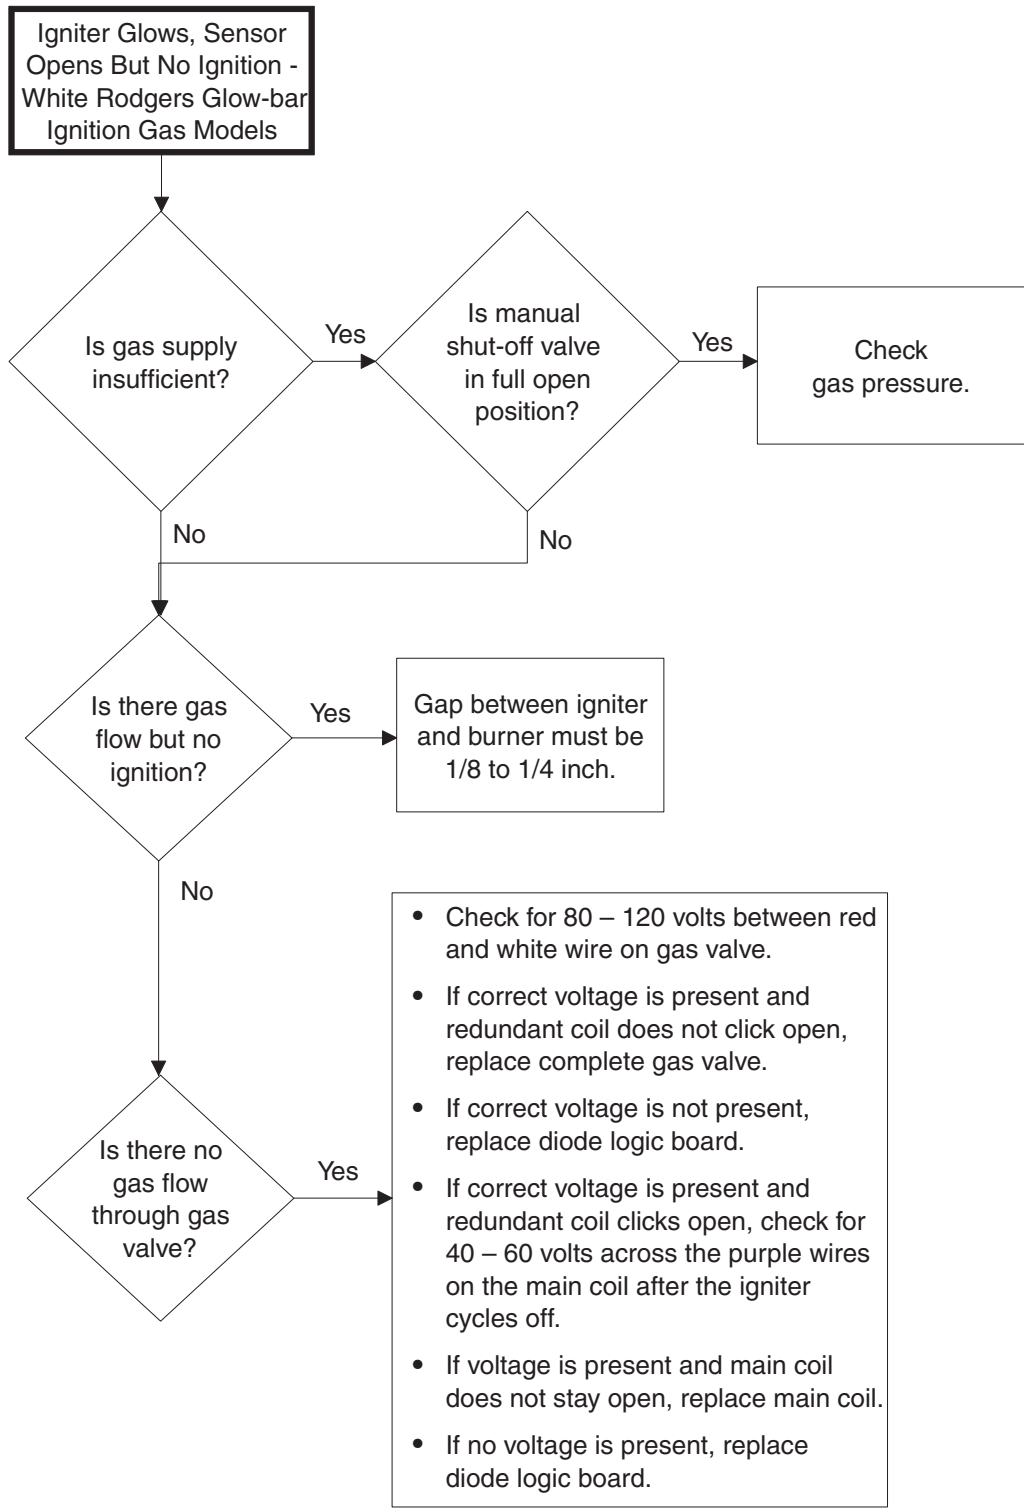 Igniter Glows, Sensor
Opens But No Ignition -
White Rodgers Glow-bar
Ignition Gas Models
Is gas supply
insufficient?
Yes
Is manual
shut-off valve
in full open
position?
Yes
Check
gas pressure.
No
No
Is there gas
flow but no
ignition?
Yes
Gap between igniter
and burner must be
1/8 to 1/4 inch.
No
Is there no
gas flow
through gas
valve?
Yes
• Check for 80 – 120 volts between red
and white wire on gas valve.
• If correct voltage is present and
redundant coil does not click open,
replace complete gas valve.
• If correct voltage is not present,
replace diode logic board.
• If correct voltage is present and
redundant coil clicks open, check for
40 – 60 volts across the purple wires
on the main coil after the igniter
cycles off.
• If voltage is present and main coil
does not stay open, replace main coil.
• If no voltage is present, replace
diode logic board.